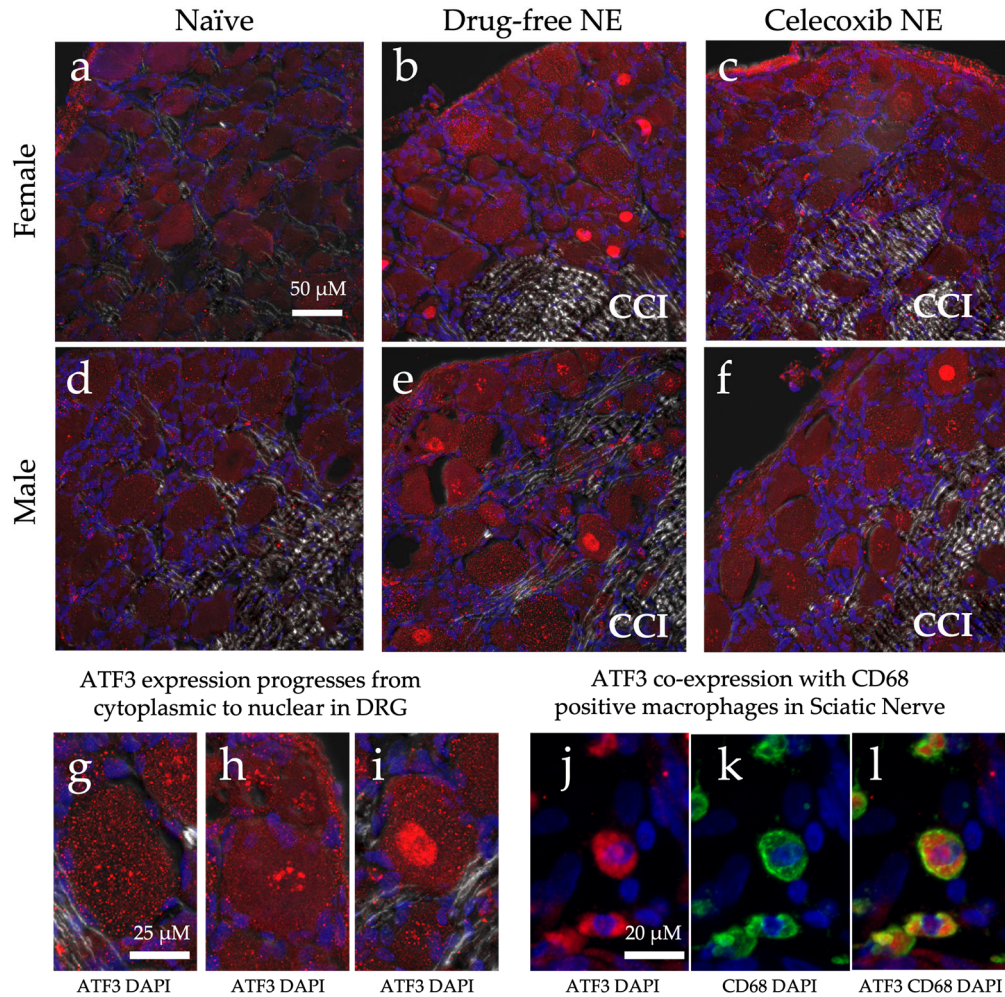 Naïve
Drug-free NE
Celecoxib NE
Female
a
b
c
50 µM
CCI
CCI
Male
d
e
f
CCI
CCI
ATF3 expression progresses from
cytoplasmic to nuclear in DRG
ATF3 co-expression with CD68
positive macrophages in Sciatic Nerve
g
h
i
j
k
l
25 µM
20 µM
ATF3 DAPI
ATF3 DAPI
ATF3 DAPI
ATF3 DAPI
CD68 DAPI
ATF3 CD68 DAPI